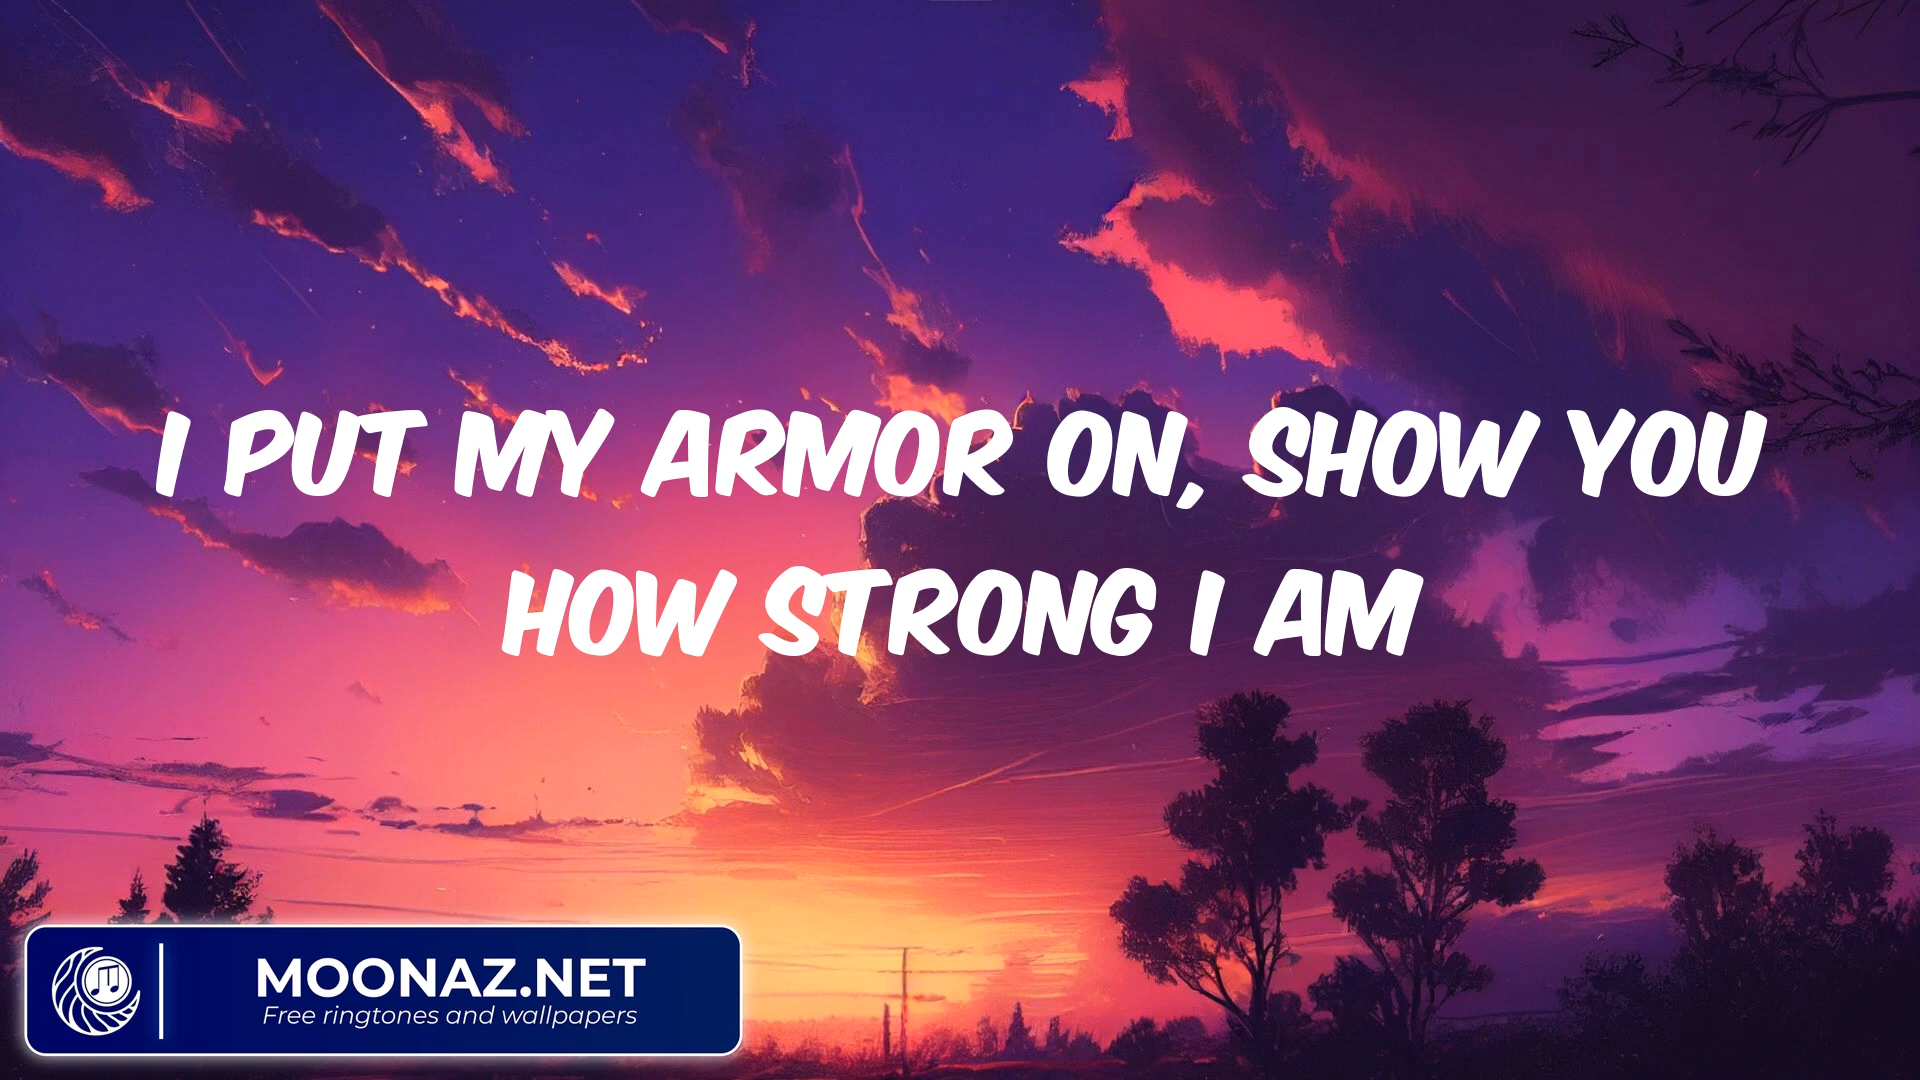 I PUT MY ARMOR ON, SHOW YOU
HOW STRONG I AM
MOONAZ.NET
Free ringtones and wallpapers